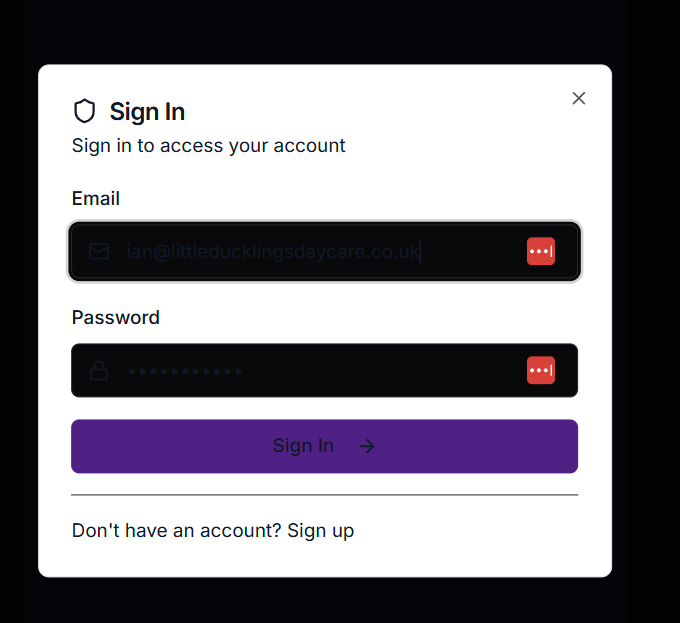 Sign In
Sign in to access your account
Email
ian@littleducklingsdaycare.co.uk
Password
•••••••••••
Sign In
Don't have an account? Sign up